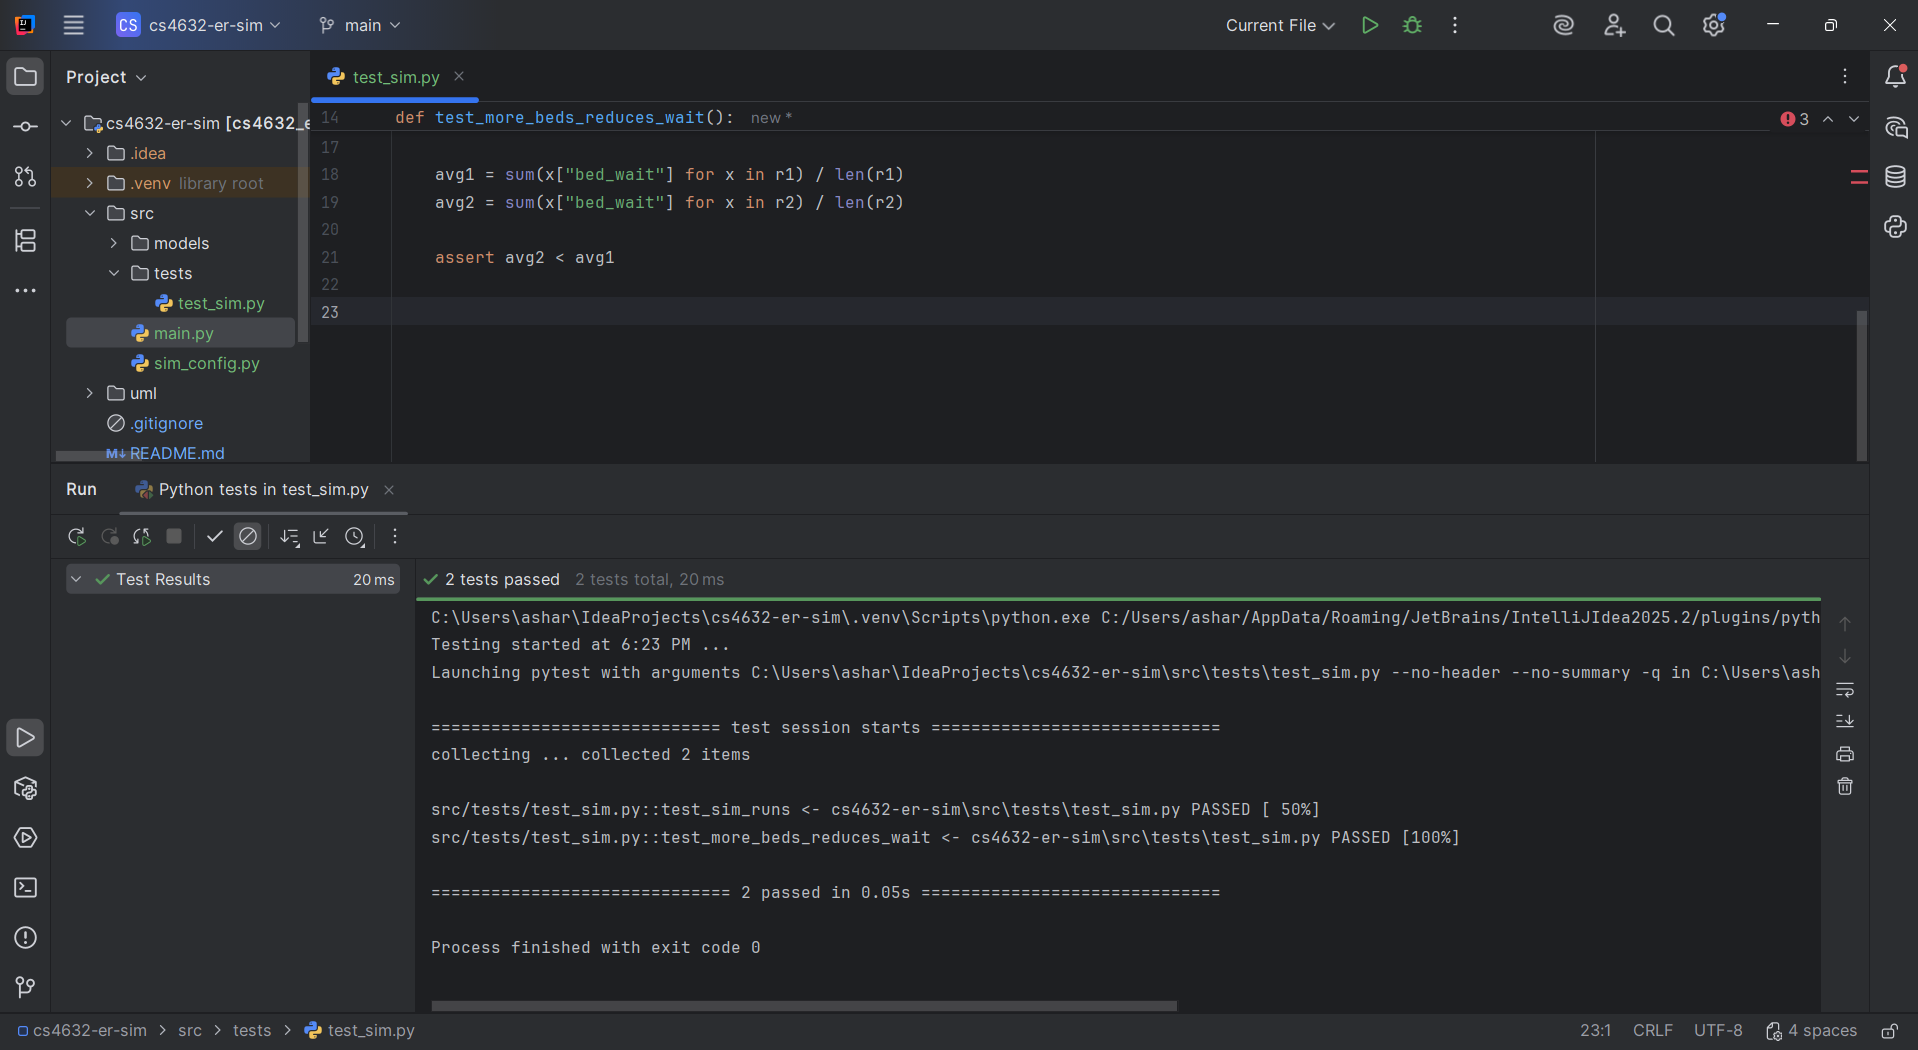 CS cs4632-er-sim main Current File
Project
test_sim.py
cs4632-er-sim [cs4632_e
.idea
.venv library root
src
models
tests
test_sim.py
main.py
sim_config.py
uml
.gitignore
M↓ README.md
14 def test_more_beds_reduces_wait(): new *
3
17
18 avg1 = sum(x["bed_wait"] for x in r1) / len(r1)
19 avg2 = sum(x["bed_wait"] for x in r2) / len(r2)
20
21 assert avg2 < avg1
22
23
Run Python tests in test_sim.py
Test Results 20 ms
2 tests passed 2 tests total, 20 ms
C:\Users\ashar\IdeaProjects\cs4632-er-sim\.venv\Scripts\python.exe C:/Users/ashar/AppData/Roaming/JetBrains/IntelliJIdea2025.2/plugins/pyth
Testing started at 6:23 PM ...
Launching pytest with arguments C:\Users\ashar\IdeaProjects\cs4632-er-sim\src\tests\test_sim.py --no-header --no-summary -q in C:\Users\ash
============================= test session starts =============================
collecting ... collected 2 items
src/tests/test_sim.py::test_sim_runs <- cs4632-er-sim\src\tests\test_sim.py PASSED [ 50%]
src/tests/test_sim.py::test_more_beds_reduces_wait <- cs4632-er-sim\src\tests\test_sim.py PASSED [100%]
============================== 2 passed in 0.05s ==============================
Process finished with exit code 0
cs4632-er-sim > src > tests > test_sim.py 23:1 CRLF UTF-8 4 spaces